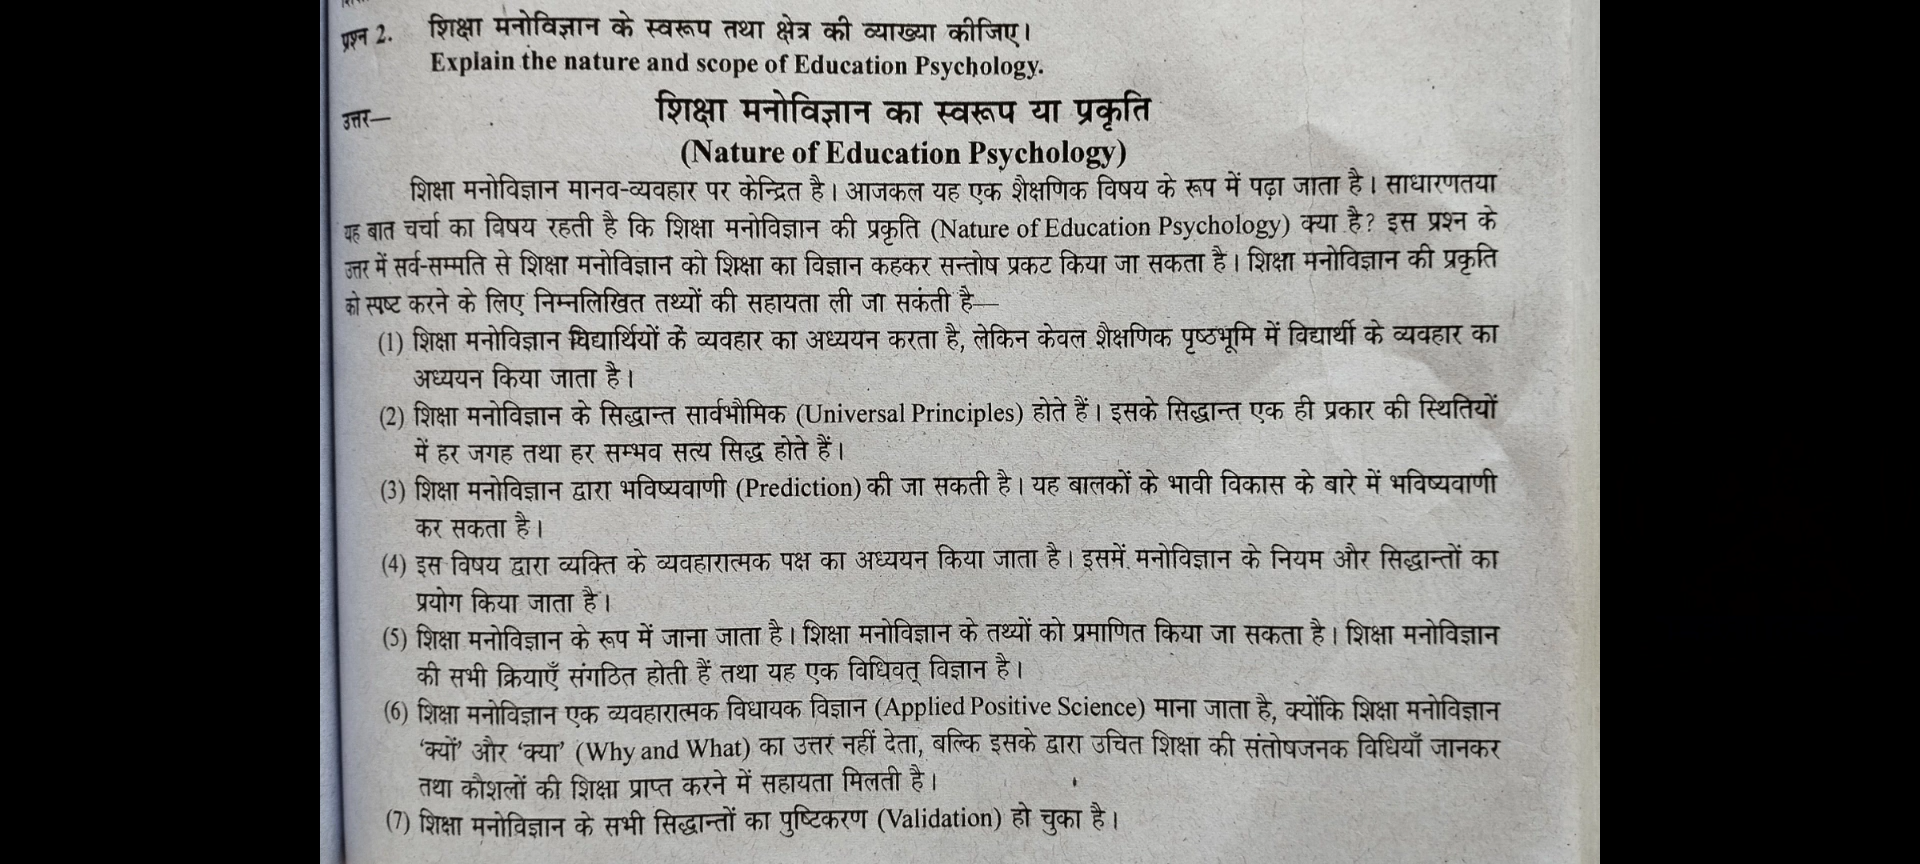 प्रश्न 2. शिक्षा मनोविज्ञान के स्वरूप तथा क्षेत्र की व्याख्या कीजिए।
Explain the nature and scope of Education Psychology.
उत्तर— शिक्षा मनोविज्ञान का स्वरूप या प्रकृति
(Nature of Education Psychology)
शिक्षा मनोविज्ञान मानव-व्यवहार पर केन्द्रित है। आजकल यह एक शैक्षणिक विषय के रूप में पढ़ा जाता है। साधारणतया
यह बात चर्चा का विषय रहती है कि शिक्षा मनोविज्ञान की प्रकृति (Nature of Education Psychology) क्या है? इस प्रश्न के
उत्तर में सर्व-सम्मति से शिक्षा मनोविज्ञान को शिक्षा का विज्ञान कहकर सन्तोष प्रकट किया जा सकता है। शिक्षा मनोविज्ञान की प्रकृति
को स्पष्ट करने के लिए निम्नलिखित तथ्यों की सहायता ली जा सकती है—
(1) शिक्षा मनोविज्ञान विद्यार्थियों के व्यवहार का अध्ययन करता है, लेकिन केवल शैक्षणिक पृष्ठभूमि में विद्यार्थी के व्यवहार का
अध्ययन किया जाता है।
(2) शिक्षा मनोविज्ञान के सिद्धान्त सार्वभौमिक (Universal Principles) होते हैं। इसके सिद्धान्त एक ही प्रकार की स्थितियों
में हर जगह तथा हर सम्भव सत्य सिद्ध होते हैं।
(3) शिक्षा मनोविज्ञान द्वारा भविष्यवाणी (Prediction) की जा सकती है। यह बालकों के भावी विकास के बारे में भविष्यवाणी
कर सकता है।
(4) इस विषय द्वारा व्यक्ति के व्यवहारात्मक पक्ष का अध्ययन किया जाता है। इसमें मनोविज्ञान के नियम और सिद्धान्तों का
प्रयोग किया जाता है।
(5) शिक्षा मनोविज्ञान के रूप में जाना जाता है। शिक्षा मनोविज्ञान के तथ्यों को प्रमाणित किया जा सकता है। शिक्षा मनोविज्ञान
की सभी क्रियाएँ संगठित होती हैं तथा यह एक विधिवत् विज्ञान है।
(6) शिक्षा मनोविज्ञान एक व्यवहारात्मक विधायक विज्ञान (Applied Positive Science) माना जाता है, क्योंकि शिक्षा मनोविज्ञान
‘क्यों’ और ‘क्या’ (Why and What) का उत्तर नहीं देता, बल्कि इसके द्वारा उचित शिक्षा की संतोषजनक विधियाँ जानकर
तथा कौशलों की शिक्षा प्राप्त करने में सहायता मिलती है।
(7) शिक्षा मनोविज्ञान के सभी सिद्धान्तों का पुष्टिकरण (Validation) हो चुका है।